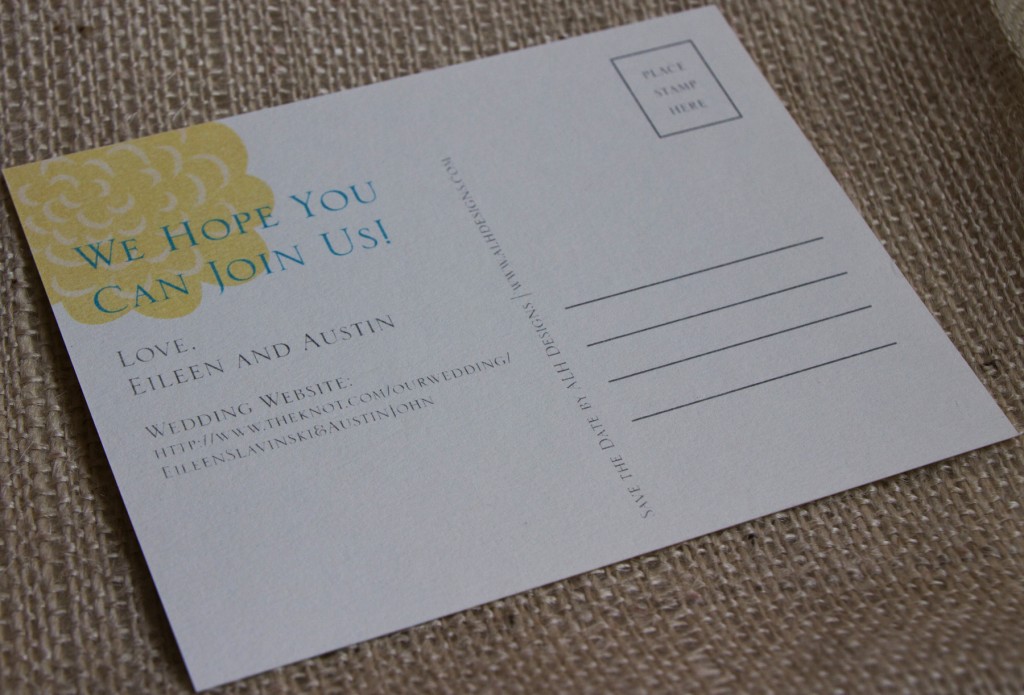 We Hope You
Can Join Us!
Love,
Eileen and Austin
Wedding Website:
http://www.theknot.com/ourwedding/
EileenSlavinski&AustinJohn
Save the Date by ALH Designs / www.alhdesigns.com
Place
Stamp
Here